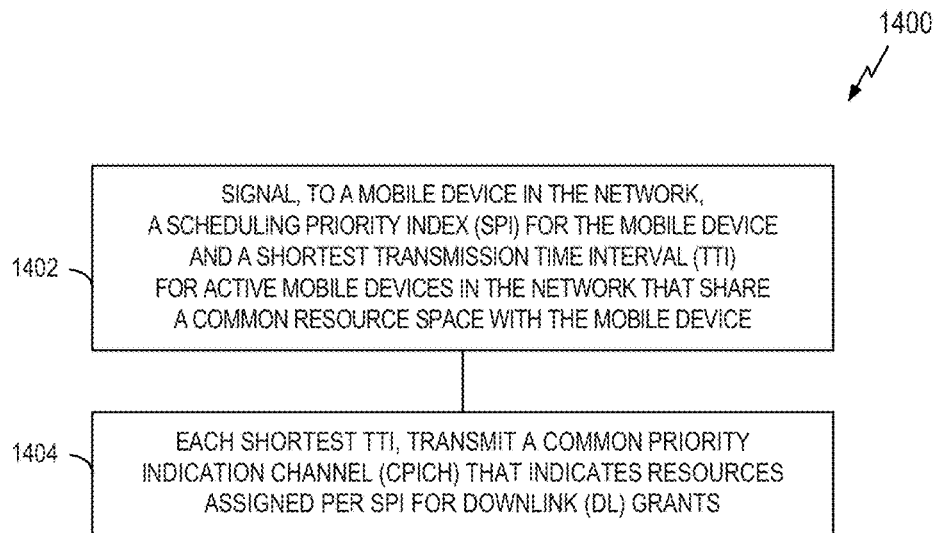 1400
SIGNAL, TO A MOBILE DEVICE IN THE NETWORK,
A SCHEDULING PRIORITY INDEX (SPI) FOR THE MOBILE DEVICE
AND A SHORTEST TRANSMISSION TIME INTERVAL (TTI)
FOR ACTIVE MOBILE DEVICES IN THE NETWORK THAT SHARE
A COMMON RESOURCE SPACE WITH THE MOBILE DEVICE
1402
EACH SHORTEST TTI, TRANSMIT A COMMON PRIORITY
INDICATION CHANNEL (CPICH) THAT INDICATES RESOURCES
ASSIGNED PER SPI FOR DOWNLINK (DL) GRANTS
1404